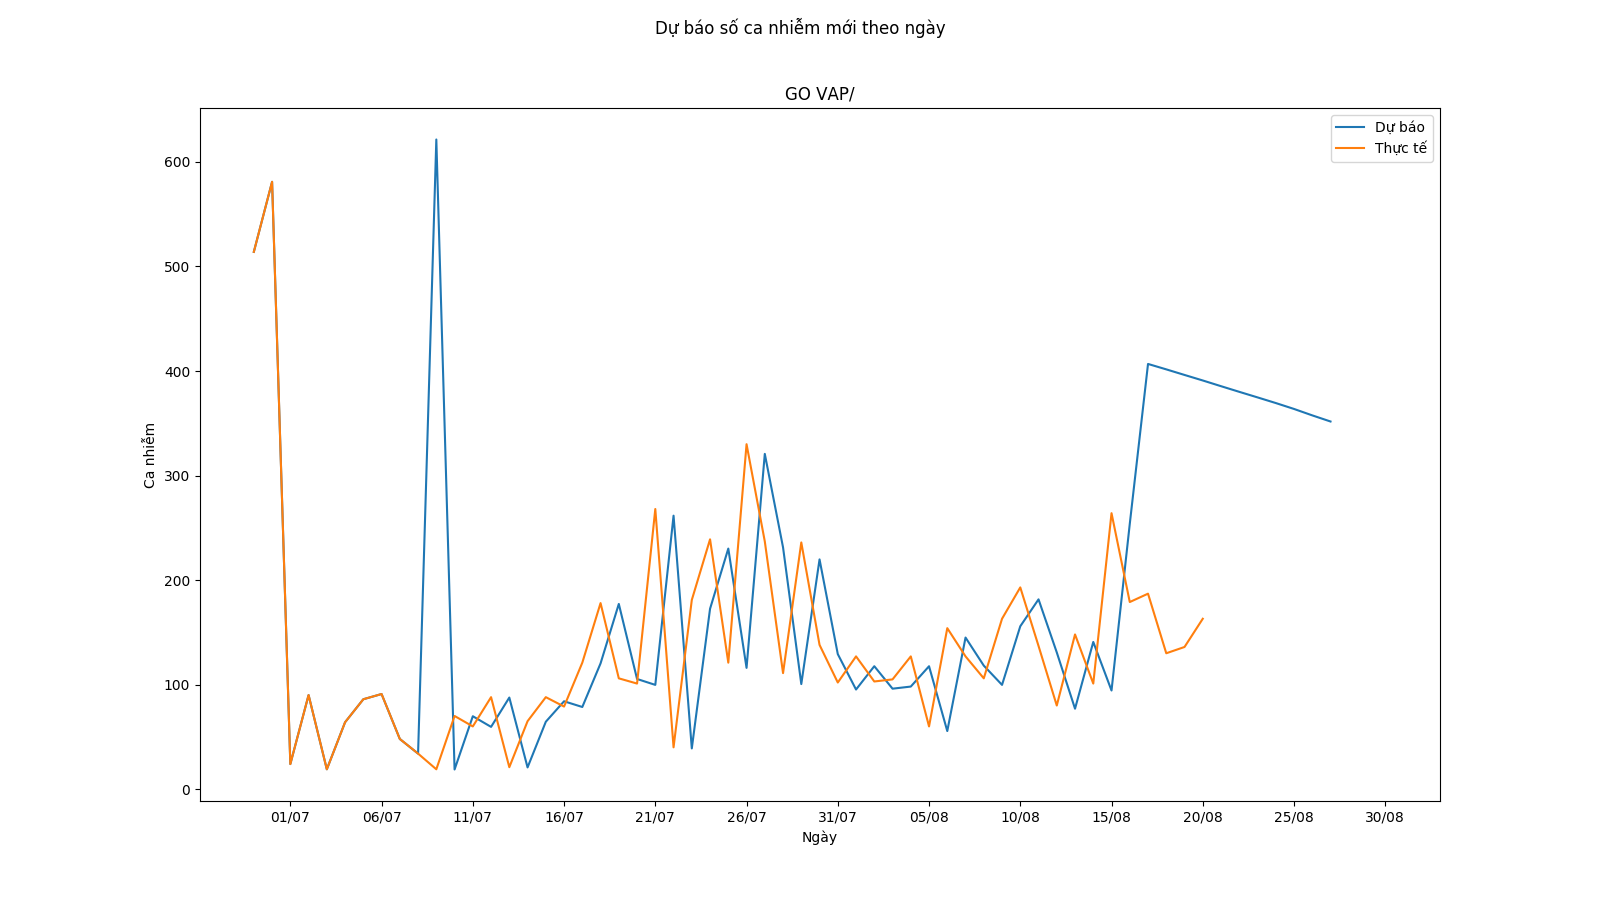 Dự báo số ca nhiễm mới theo ngày
GO VAP/
Dự báo
Thực tế
600
500
400
300
200
100
0
Ca nhiễm
01/07 06/07 11/07 16/07 21/07 26/07 31/07 05/08 10/08 15/08 20/08 25/08 30/08
Ngày